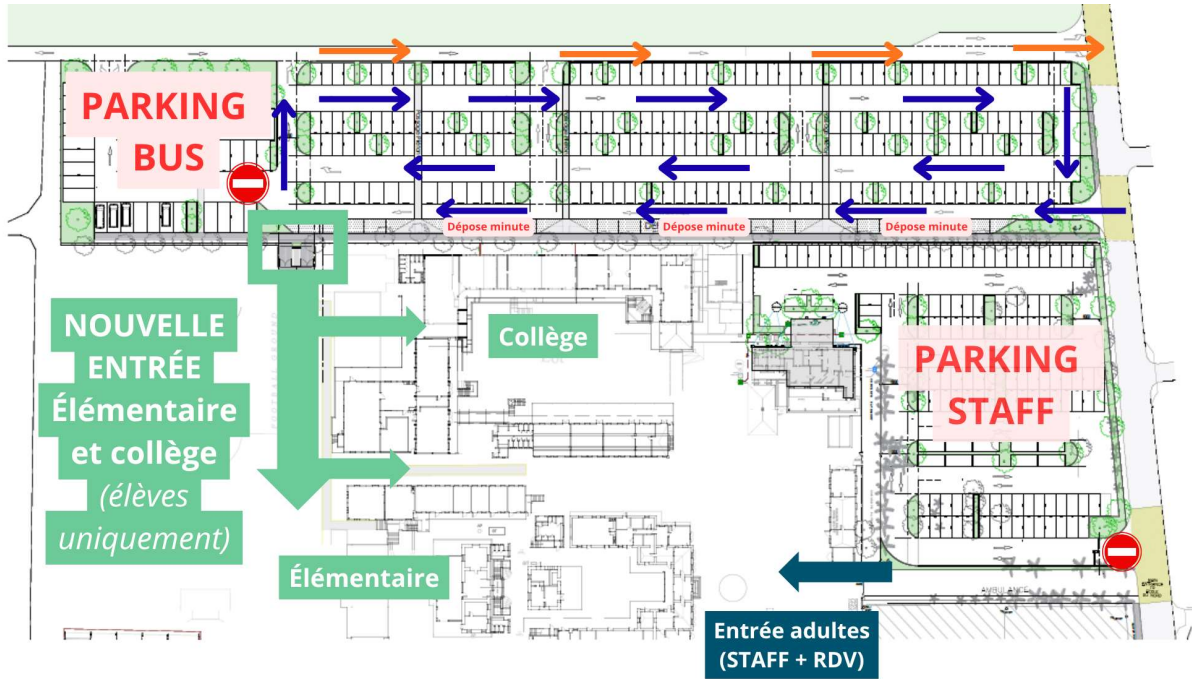 PARKING
BUS
Dépose minute
Dépose minute
Dépose minute
NOUVELLE
ENTRÉE
Élémentaire
et collège
(élèves
uniquement)
Collège
PARKING
STAFF
Élémentaire
AMBULANCE
Entrée adultes
(STAFF + RDV)